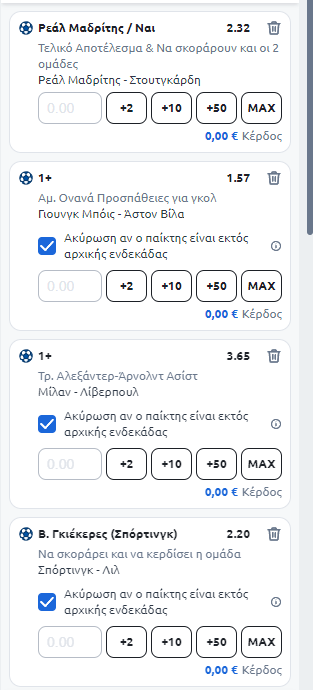 Ρεάλ Μαδρίτης / Ναι 2.32
Τελικό Αποτέλεσμα & Να σκοράρουν και οι 2
ομάδες
Ρεάλ Μαδρίτης - Στουτγκάρδη
0.00 +2 +10 +50 MAX
0,00 € Κέρδος
1+ 1.57
Αμ. Ονανά Προσπάθειες για γκολ
Γιουνγκ Μπόις - Άστον Βίλα
Ακύρωση αν ο παίκτης είναι εκτός
αρχικής ενδεκάδας
0.00 +2 +10 +50 MAX
0,00 € Κέρδος
1+ 3.65
Τρ. Αλεξάντερ-Άρνολντ Ασίστ
Μίλαν - Λίβερπουλ
Ακύρωση αν ο παίκτης είναι εκτός
αρχικής ενδεκάδας
0.00 +2 +10 +50 MAX
0,00 € Κέρδος
Β. Γκιέκερες (Σπόρτινγκ) 2.20
Να σκοράρει και να κερδίσει η ομάδα
Σπόρτινγκ - Λιλ
Ακύρωση αν ο παίκτης είναι εκτός
αρχικής ενδεκάδας
0.00 +2 +10 +50 MAX
0,00 € Κέρδος